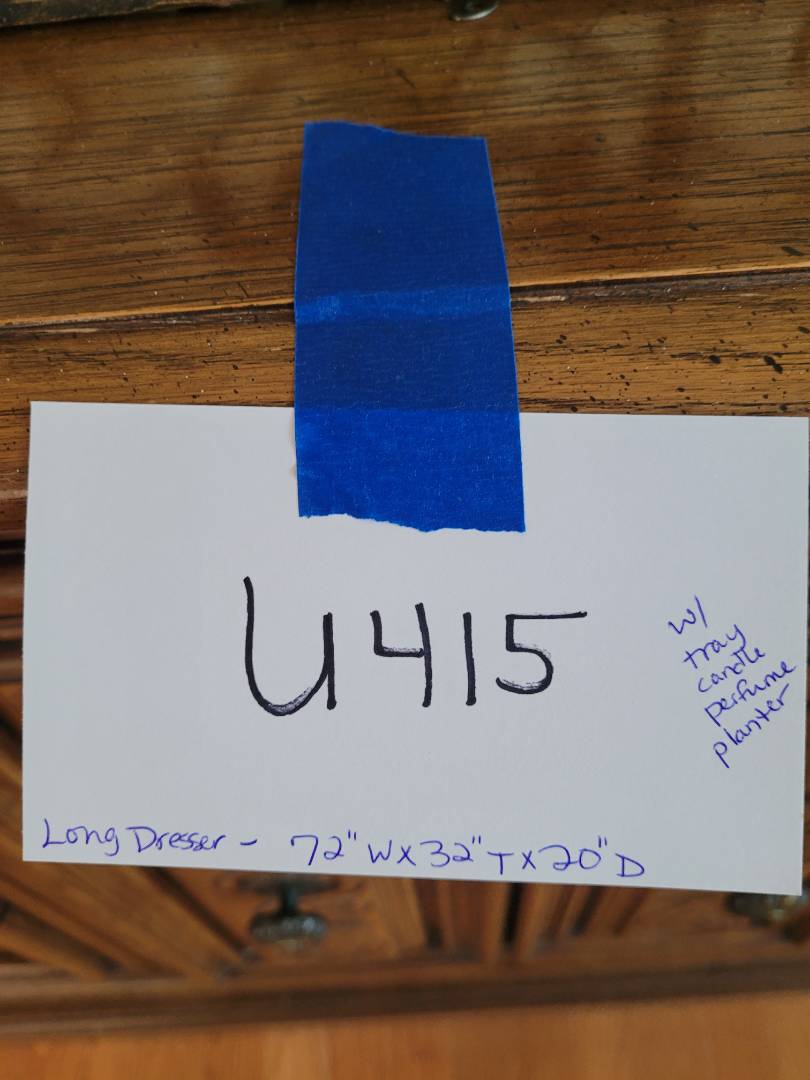 U415
w/
tray
candle
perfume
planter
Long Dresser - 72" W x 32" T x 20" D